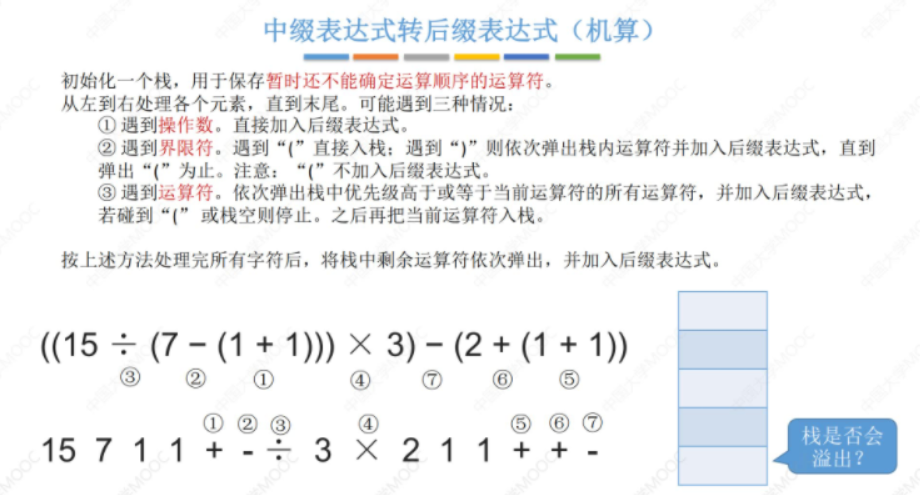 中缀表达式转后缀表达式（机算）
初始化一个栈，用于保存暂时还不能确定运算顺序的运算符。
从左到右处理各个元素，直到末尾。可能遇到三种情况：
① 遇到操作数。直接加入后缀表达式。
② 遇到界限符。遇到“(”直接入栈；遇到“)”则依次弹出栈内运算符并加入后缀表达式，直到
弹出“(”为止。注意：“(”不加入后缀表达式。
③ 遇到运算符。依次弹出栈中优先级高于或等于当前运算符的所有运算符，并加入后缀表达式，
若碰到“(” 或栈空则停止。之后再把当前运算符入栈。
按上述方法处理完所有字符后，将栈中剩余运算符依次弹出，并加入后缀表达式。
((15 ÷ (7 − (1 + 1))) × 3) − (2 + (1 + 1))
③ ② ① ④ ⑦ ⑥ ⑤
① ② ③ ④ ⑤ ⑥ ⑦
15 7 1 1 + - ÷ 3 × 2 1 1 + + -
栈是否会
溢出？